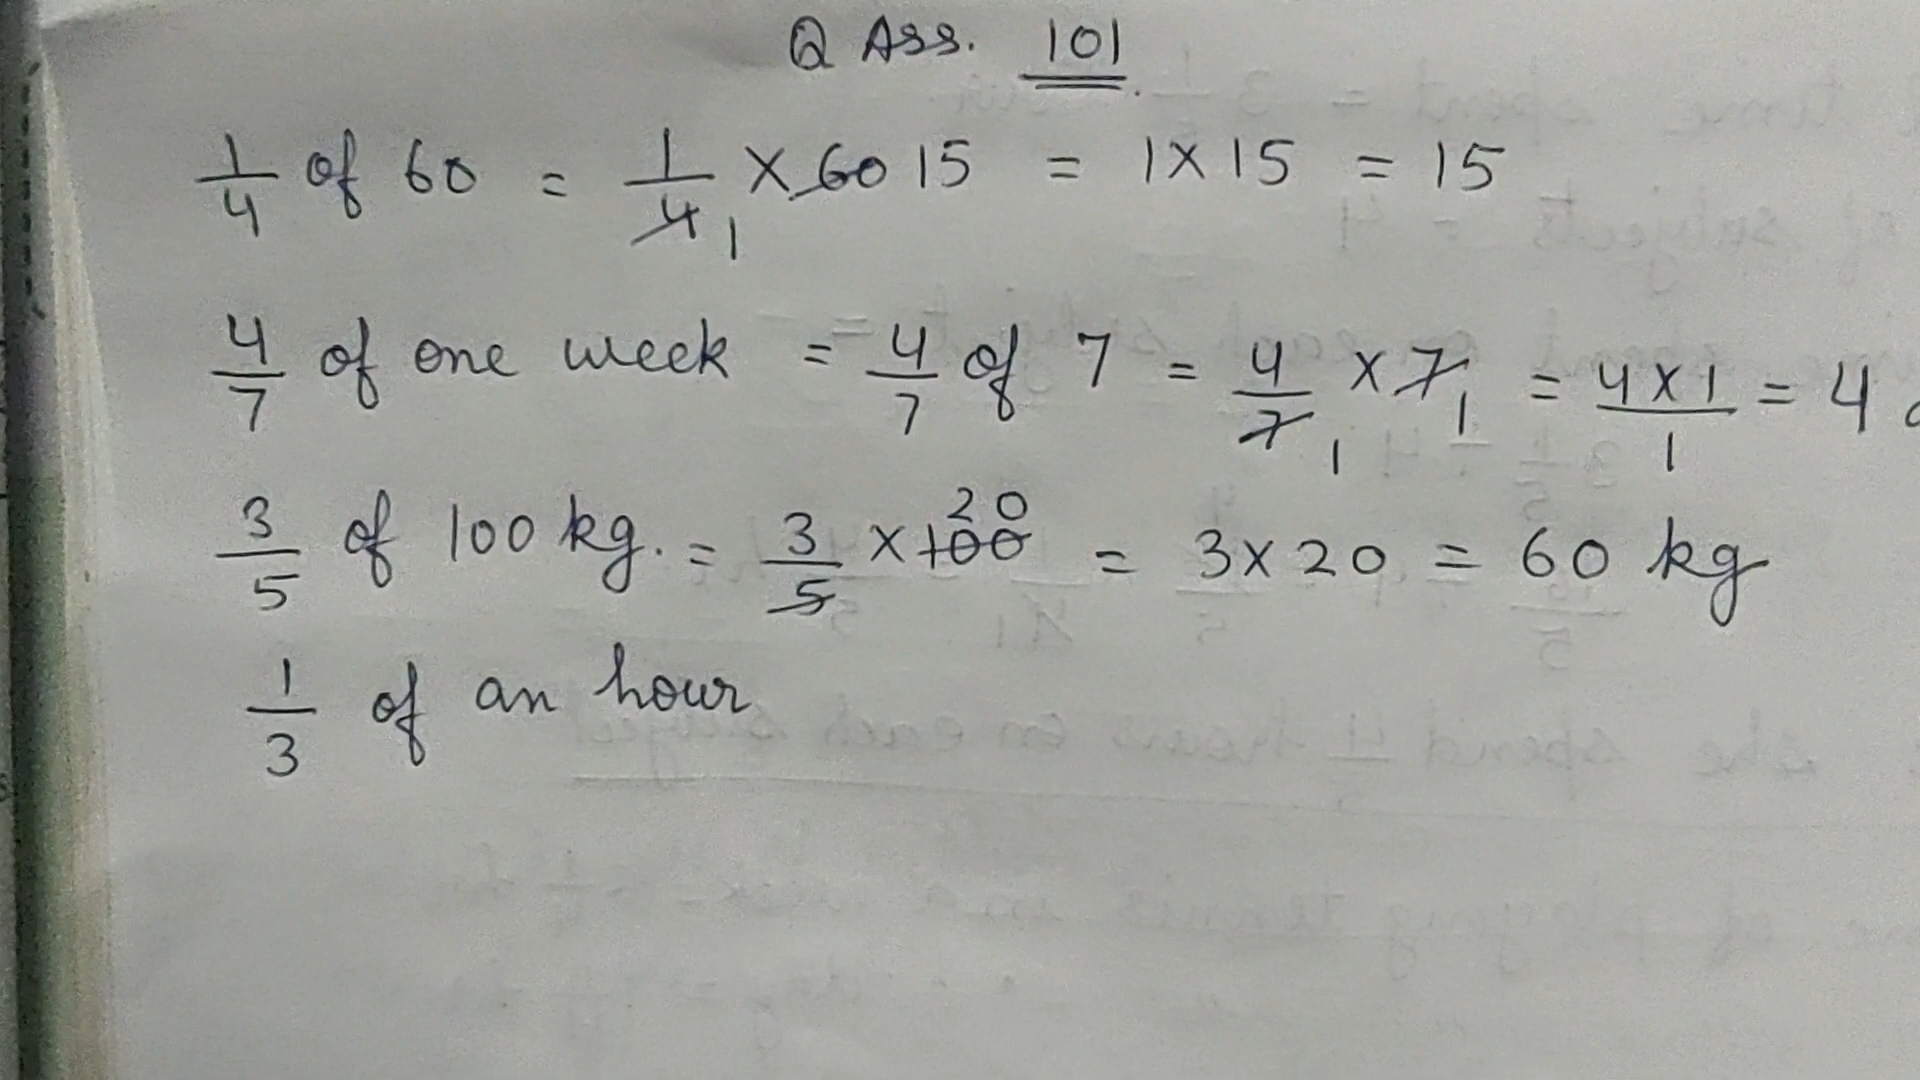 Q Ass. 101
1/4 of 60 = 1/4 1 × 60 15 = 1 × 15 = 15
4/7 of one week = 4/7 of 7 = 4/7 1 × 7 1 = 4 × 1/1 = 4
3/5 of 100 kg. = 3/5 × 100 20 = 3 × 20 = 60 kg
1/3 of an hour